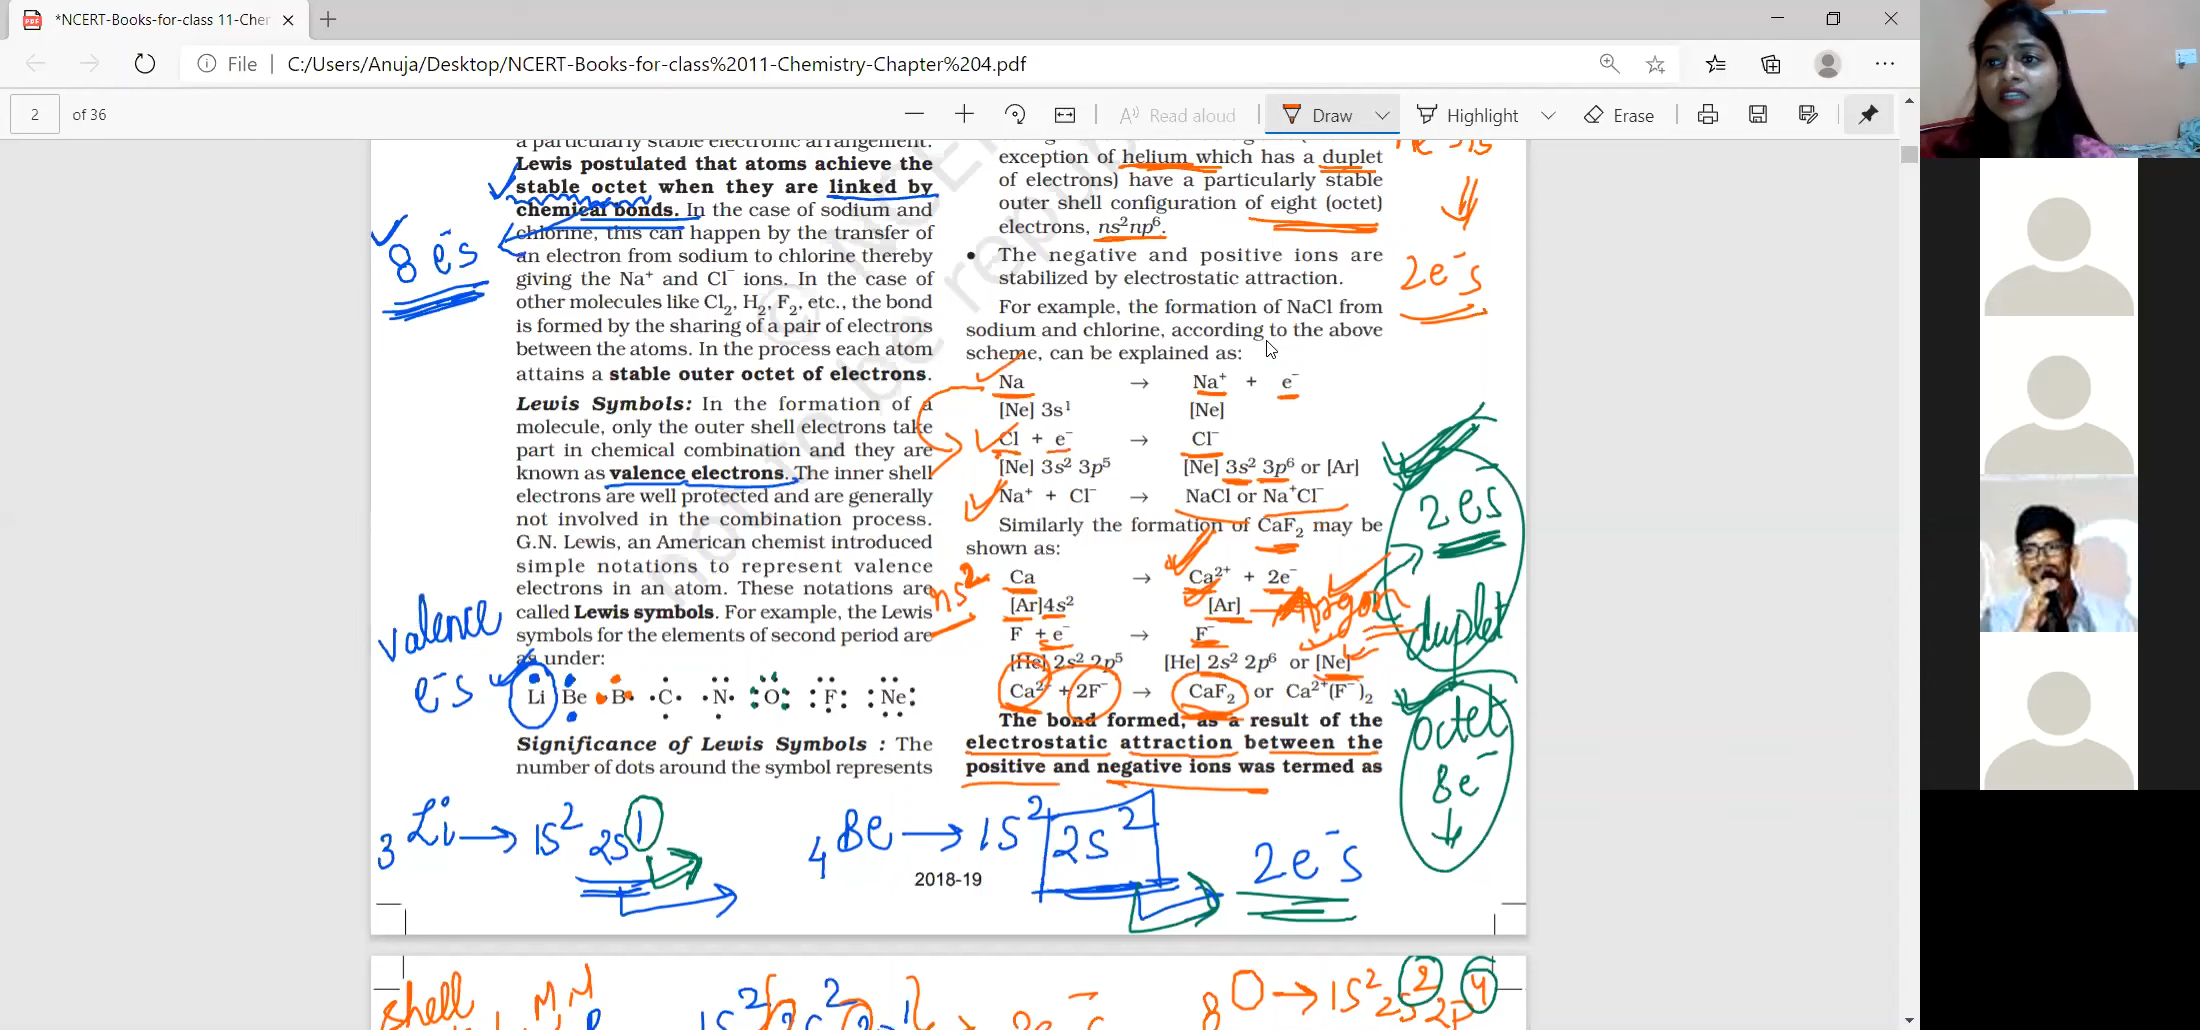 *NCERT-Books-for-class 11-Cher
File
C:/Users/Anuja/Desktop/NCERT-Books-for-class%2011-Chemistry-Chapter%204.pdf
2 of 36
Read aloud
Draw
Highlight
Erase
a particularly stable electronic arrangement.
Lewis postulated that atoms achieve the
stable octet when they are linked by
chemical bonds. In the case of sodium and
chlorine, this can happen by the transfer of
an electron from sodium to chlorine thereby
giving the Na⁺ and Cl⁻ ions. In the case of
other molecules like Cl₂, H₂, F₂, etc., the bond
is formed by the sharing of a pair of electrons
between the atoms. In the process each atom
attains a stable outer octet of electrons.
Lewis Symbols: In the formation of a
molecule, only the outer shell electrons take
part in chemical combination and they are
known as valence electrons. The inner shell
electrons are well protected and are generally
not involved in the combination process.
G.N. Lewis, an American chemist introduced
simple notations to represent valence
electrons in an atom. These notations are
called Lewis symbols. For example, the Lewis
symbols for the elements of second period are
as under:
Li Be B C N O F Ne
Significance of Lewis Symbols : The
number of dots around the symbol represents
8 e⁻s
valence
e⁻s
exception of helium which has a duplet
of electrons) have a particularly stable
outer shell configuration of eight (octet)
electrons, ns²np⁶.
• The negative and positive ions are
stabilized by electrostatic attraction.
For example, the formation of NaCl from
sodium and chlorine, according to the above
scheme, can be explained as:
Na → Na⁺ + e⁻
[Ne] 3s¹ [Ne]
Cl + e⁻ → Cl⁻
[Ne] 3s² 3p⁵ [Ne] 3s² 3p⁶ or [Ar]
Na⁺ + Cl⁻ → NaCl or Na⁺Cl⁻
Similarly the formation of CaF₂ may be
shown as:
Ca → Ca²⁺ + 2e⁻
[Ar]4s² [Ar]
F + e⁻ → F⁻
[He] 2s² 2p⁵ [He] 2s² 2p⁶ or [Ne]
Ca²⁺ + 2F⁻ → CaF₂ or Ca²⁺(F⁻)₂
The bond formed, as a result of the
electrostatic attraction between the
positive and negative ions was termed as
ns²
Argon
2e⁻s
2 e⁻s
duplet
octet
8e⁻
₃Li → 1s² 2s¹
₄Be → 1s² 2s²
2e⁻s
2018-19
shell
₈O → 1s² 2s² 2p⁴